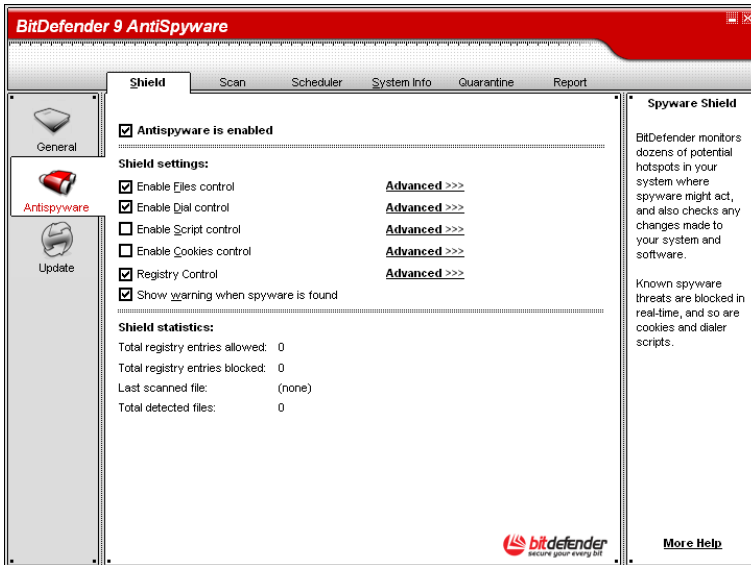 BitDefender 9 AntiSpyware
Shield Scan Scheduler System Info Quarantine Report
General
Antispyware
Update
Antispyware is enabled
Shield settings:
Enable Files control Advanced >>>
Enable Dial control Advanced >>>
Enable Script control Advanced >>>
Enable Cookies control Advanced >>>
Registry Control Advanced >>>
Show warning when spyware is found
Shield statistics:
Total registry entries allowed: 0
Total registry entries blocked: 0
Last scanned file: (none)
Total detected files: 0
bitdefender
secure your every bit
Spyware Shield
BitDefender monitors
dozens of potential
hotspots in your
system where
spyware might act,
and also checks any
changes made to
your system and
software.
Known spyware
threats are blocked in
real-time, and so are
cookies and dialer
scripts.
More Help